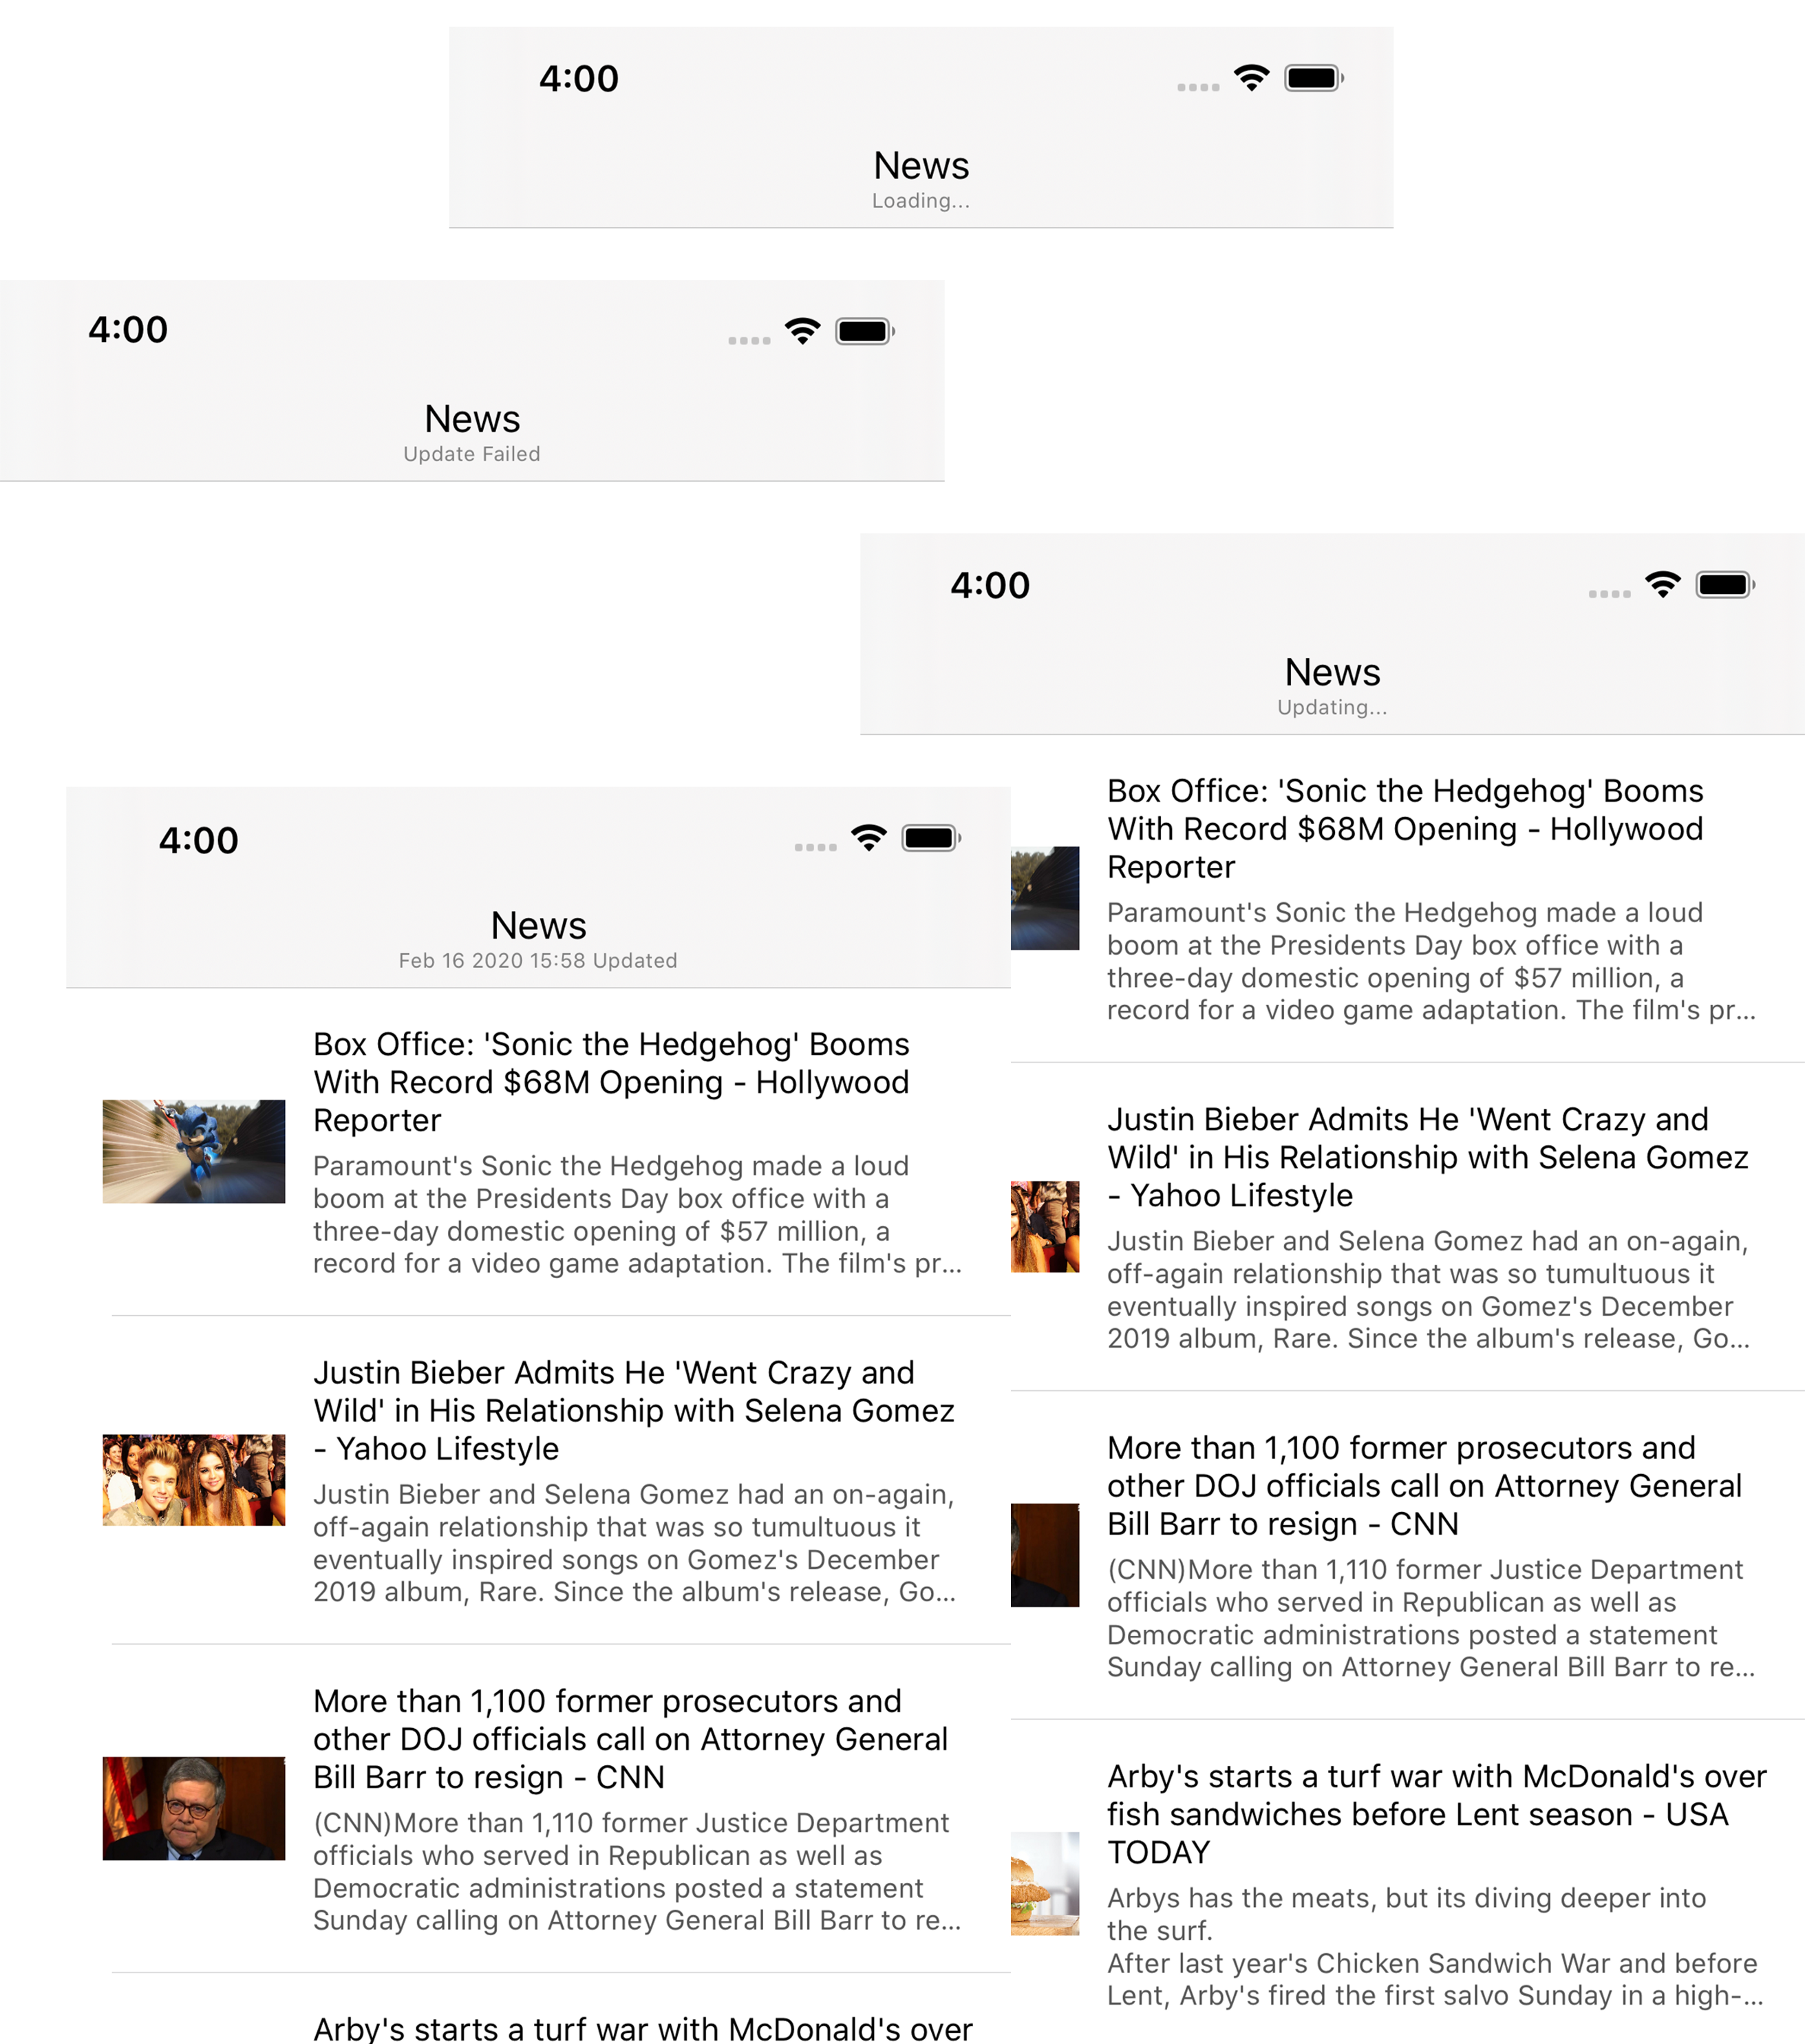 4:00
News
Loading...
4:00
News
Update Failed
4:00
News
Updating...
4:00
News
Feb 16 2020 15:58 Updated
Box Office: 'Sonic the Hedgehog' Booms
With Record $68M Opening - Hollywood
Reporter
Paramount's Sonic the Hedgehog made a loud
boom at the Presidents Day box office with a
three-day domestic opening of $57 million, a
record for a video game adaptation. The film's pr...
Justin Bieber Admits He 'Went Crazy and
Wild' in His Relationship with Selena Gomez
- Yahoo Lifestyle
Justin Bieber and Selena Gomez had an on-again,
off-again relationship that was so tumultuous it
eventually inspired songs on Gomez's December
2019 album, Rare. Since the album's release, Go...
More than 1,100 former prosecutors and
other DOJ officials call on Attorney General
Bill Barr to resign - CNN
(CNN)More than 1,110 former Justice Department
officials who served in Republican as well as
Democratic administrations posted a statement
Sunday calling on Attorney General Bill Barr to re...
Arby's starts a turf war with McDonald's over
Box Office: 'Sonic the Hedgehog' Booms
With Record $68M Opening - Hollywood
Reporter
Paramount's Sonic the Hedgehog made a loud
boom at the Presidents Day box office with a
three-day domestic opening of $57 million, a
record for a video game adaptation. The film's pr...
Justin Bieber Admits He 'Went Crazy and
Wild' in His Relationship with Selena Gomez
- Yahoo Lifestyle
Justin Bieber and Selena Gomez had an on-again,
off-again relationship that was so tumultuous it
eventually inspired songs on Gomez's December
2019 album, Rare. Since the album's release, Go...
More than 1,100 former prosecutors and
other DOJ officials call on Attorney General
Bill Barr to resign - CNN
(CNN)More than 1,110 former Justice Department
officials who served in Republican as well as
Democratic administrations posted a statement
Sunday calling on Attorney General Bill Barr to re...
Arby's starts a turf war with McDonald's over
fish sandwiches before Lent season - USA
TODAY
Arbys has the meats, but its diving deeper into
the surf.
After last year's Chicken Sandwich War and before
Lent, Arby's fired the first salvo Sunday in a high-...